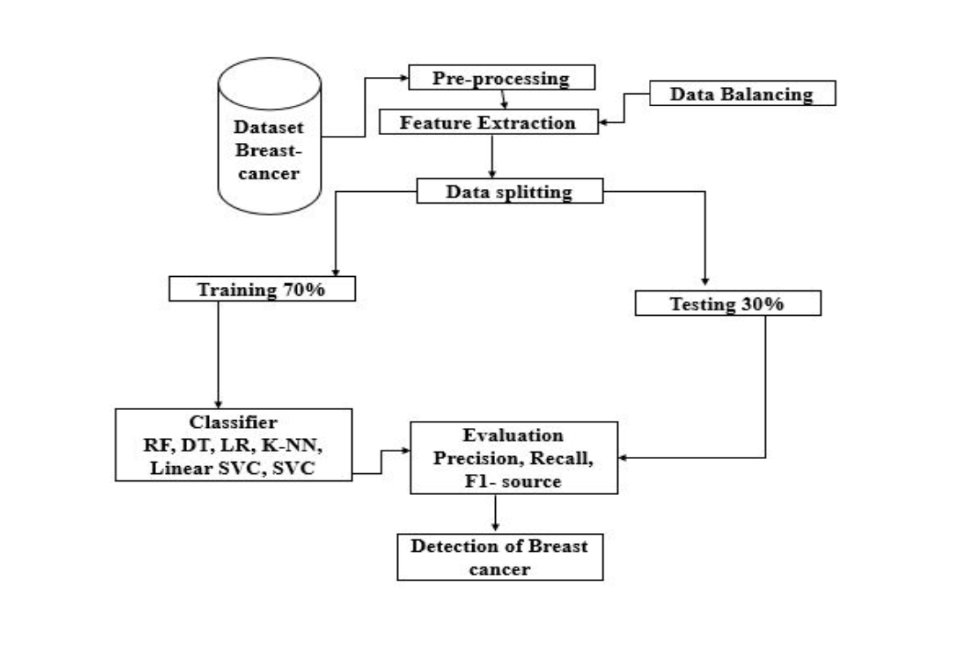 Pre-processing
Data Balancing
Feature Extraction
Dataset
Breast-
cancer
Data splitting
Training 70%
Testing 30%
Classifier
RF, DT, LR, K-NN,
Linear SVC, SVC
Evaluation
Precision, Recall,
F1- source
Detection of Breast
cancer